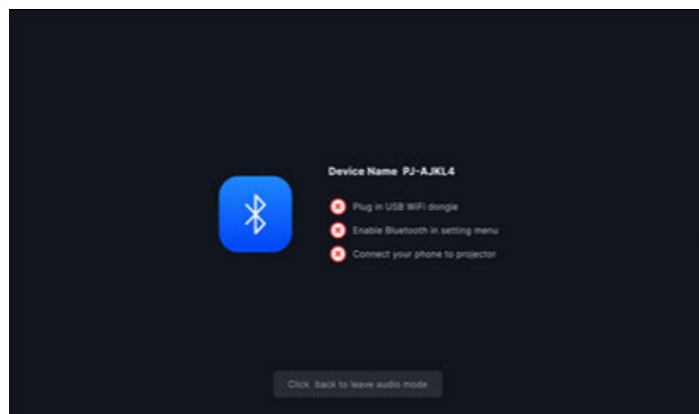 Device Name PJ-AJKL4
Plug in USB WiFi dongle
Enable Bluetooth in setting menu
Connect your phone to projector
Click back to leave audio mode